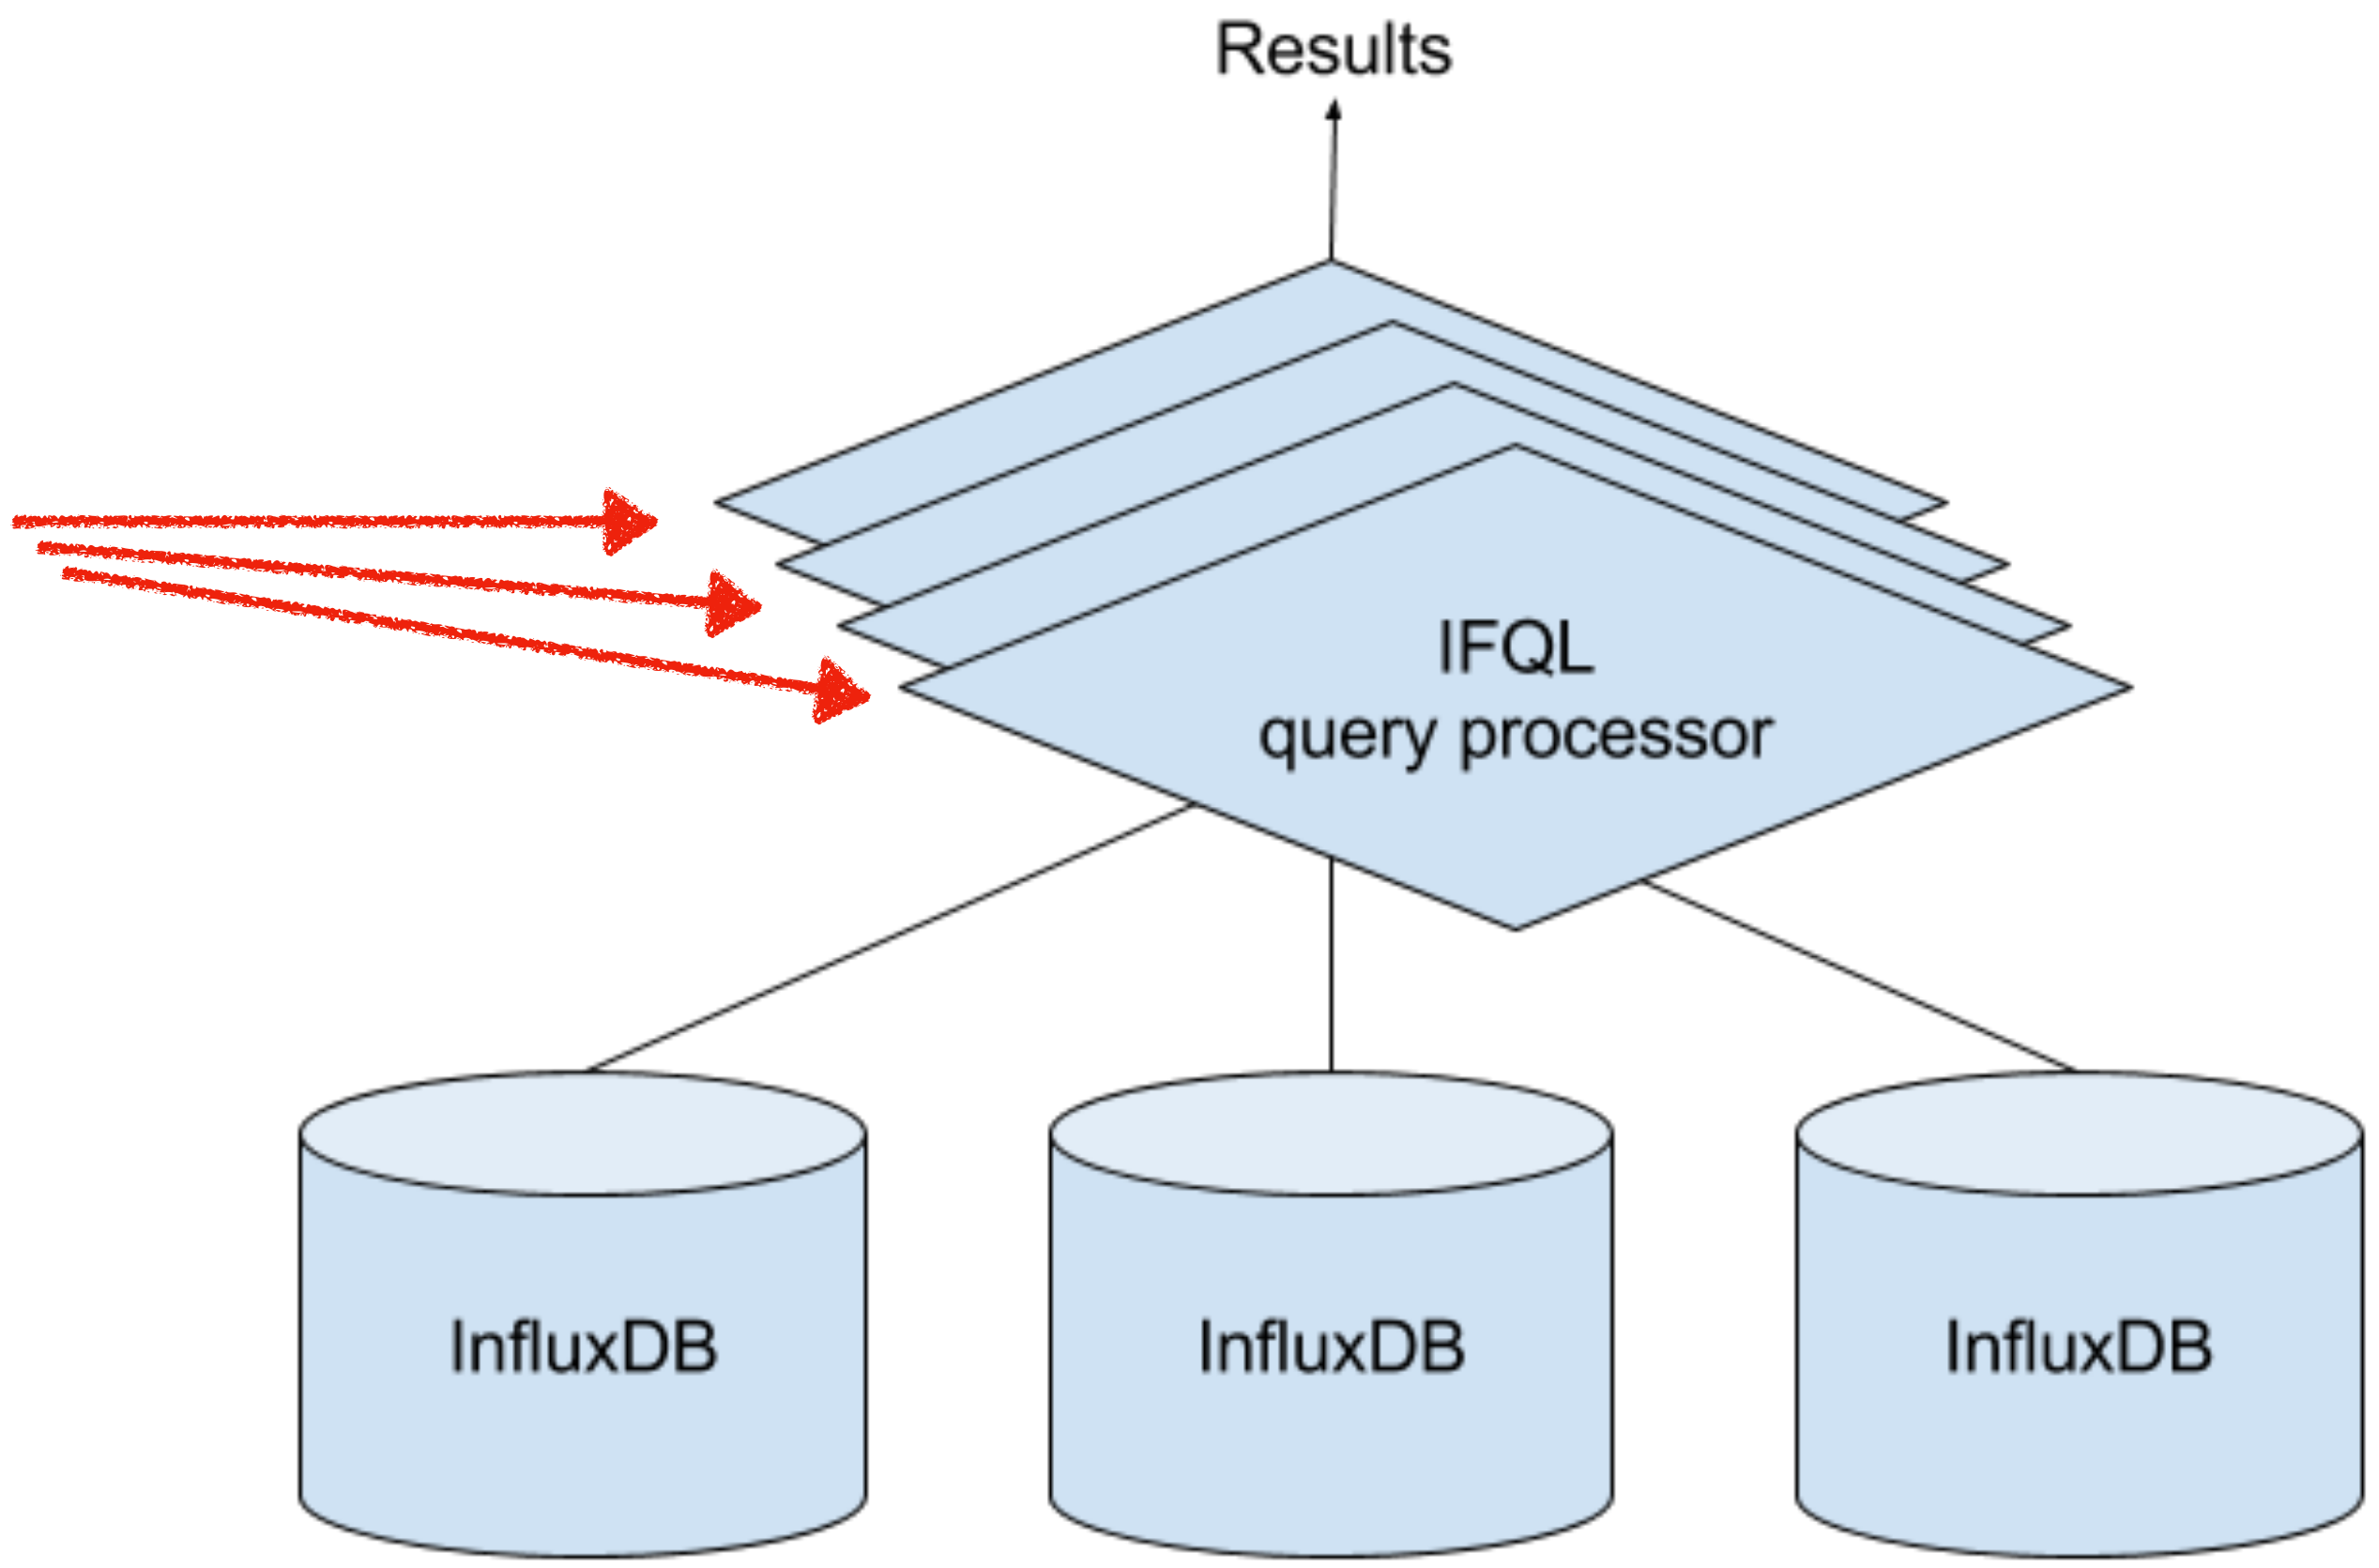 Results
IFQL
query processor
InfluxDB
InfluxDB
InfluxDB